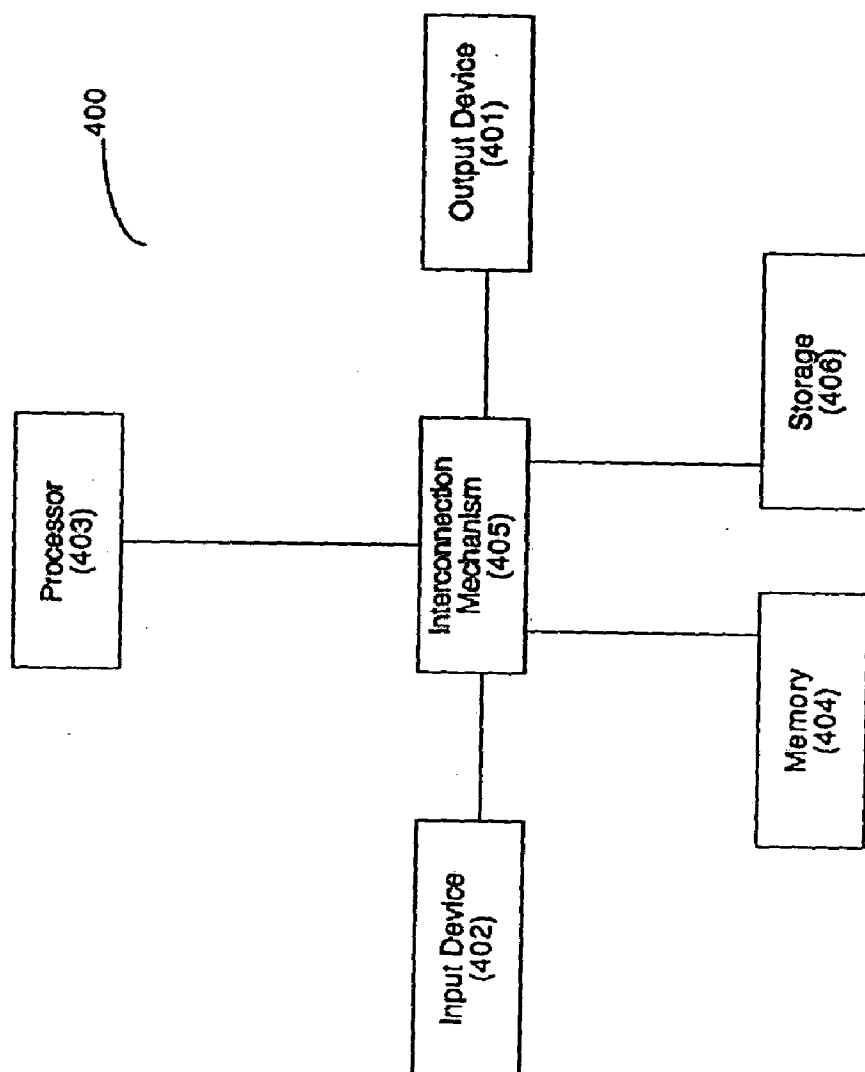 400
Processor
(403)
Input Device
(402)
Interconnection
Mechanism
(405)
Output Device
(401)
Memory
(404)
Storage
(406)